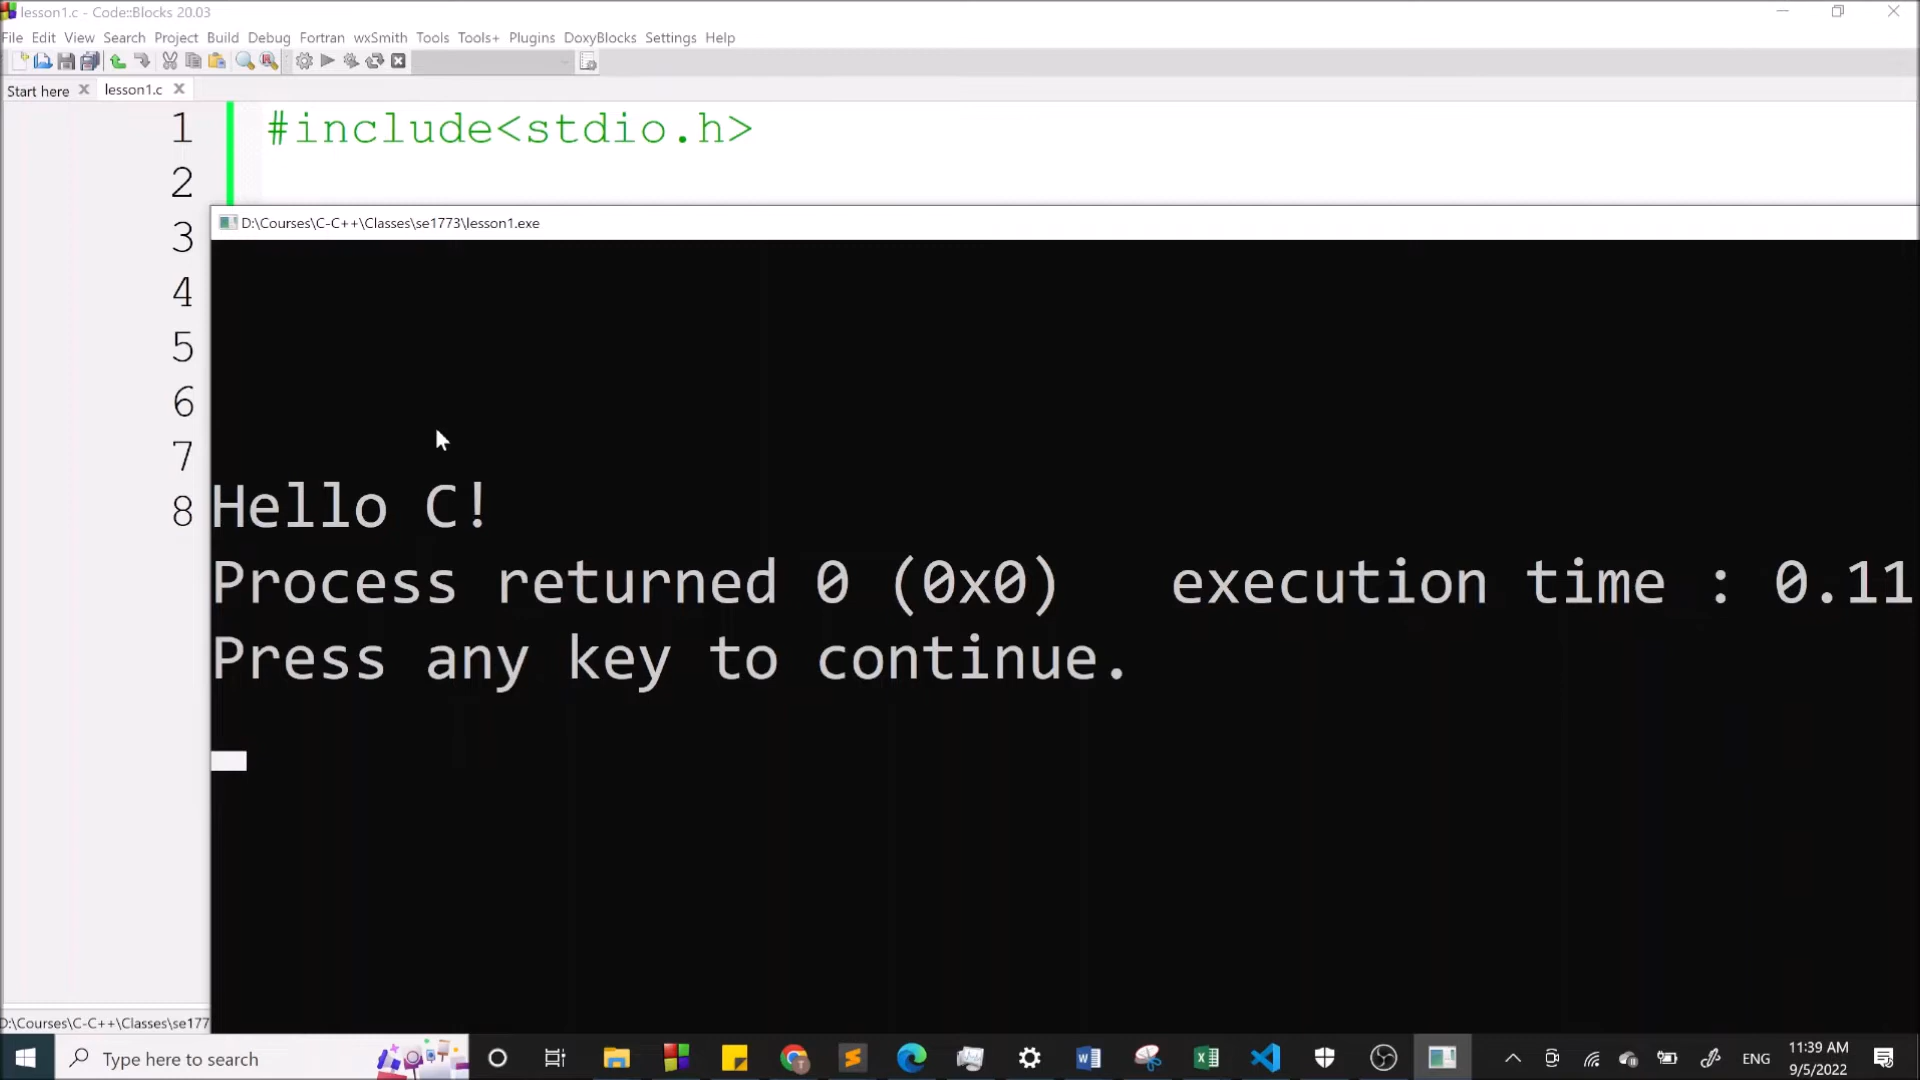 lesson1.c - Code::Blocks 20.03
File Edit View Search Project Build Debug Fortran wxSmith Tools Tools+ Plugins DoxyBlocks Settings Help
Start here lesson1.c
1 #include<stdio.h>
2
3
D:\Courses\C-C++\Classes\se1773\lesson1.exe
4
5
6
7
8
Hello C!
Process returned 0 (0x0) execution time : 0.11
Press any key to continue.
D:\Courses\C-C++\Classes\se177
Type here to search
ENG
11:39 AM
9/5/2022